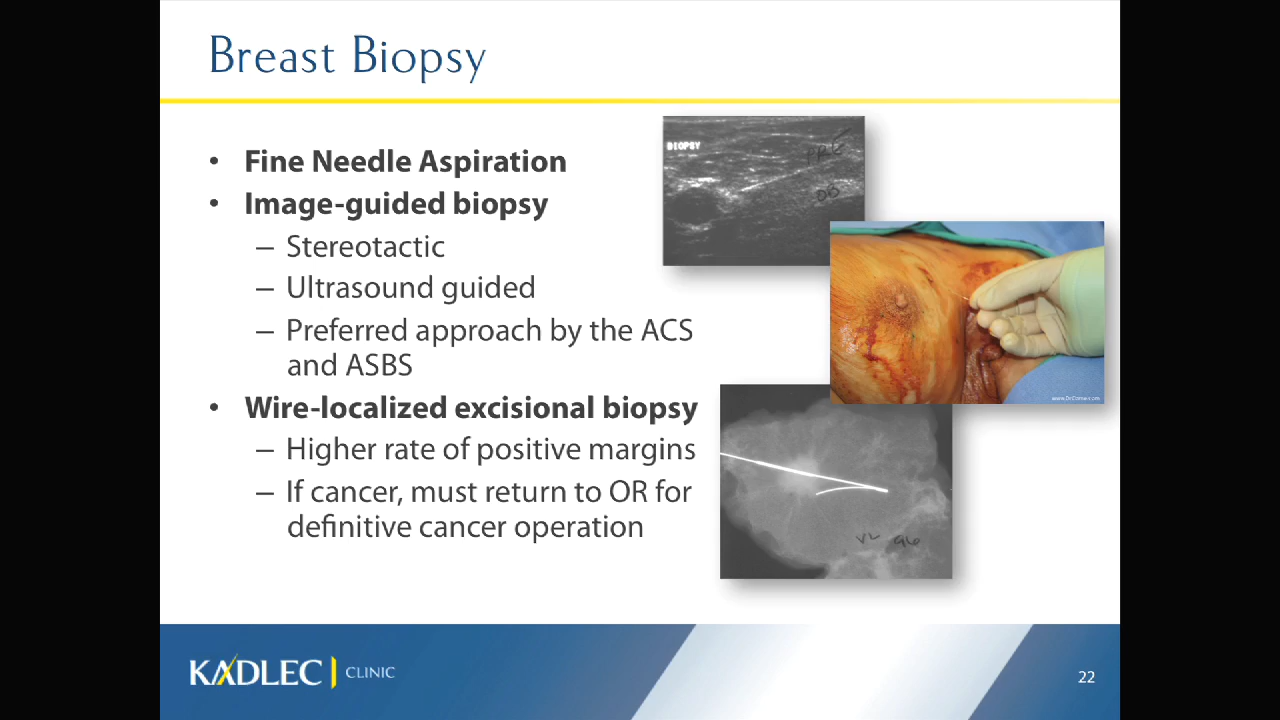 Breast Biopsy
• Fine Needle Aspiration
• Image-guided biopsy
– Stereotactic
– Ultrasound guided
– Preferred approach by the ACS
and ASBS
• Wire-localized excisional biopsy
– Higher rate of positive margins
– If cancer, must return to OR for
definitive cancer operation
BIOPSY
PRE
KADLEC | CLINIC
22